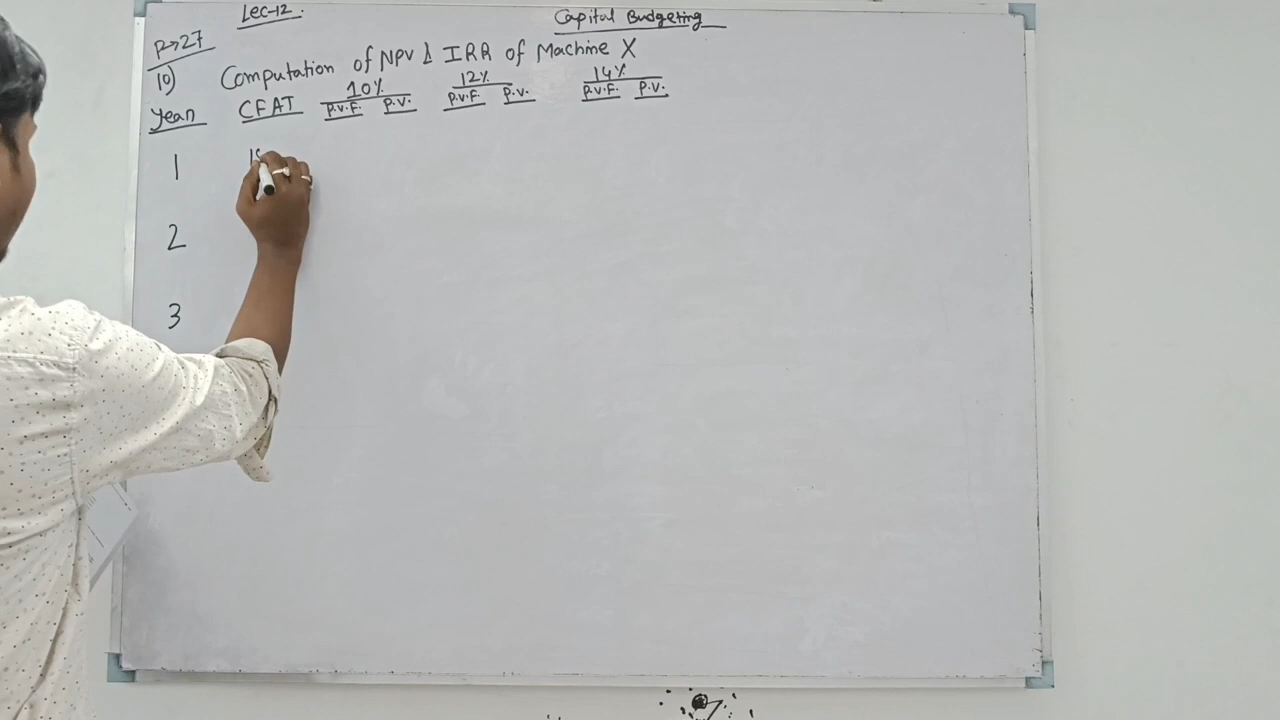 Lec-12. Capital Budgeting
P→27
10) Computation of NPV & IRR of Machine X
10% 12% 14%
Year CFAT P.V.F. P.V. P.V.F. P.V. P.V.F. P.V.
1
2
3